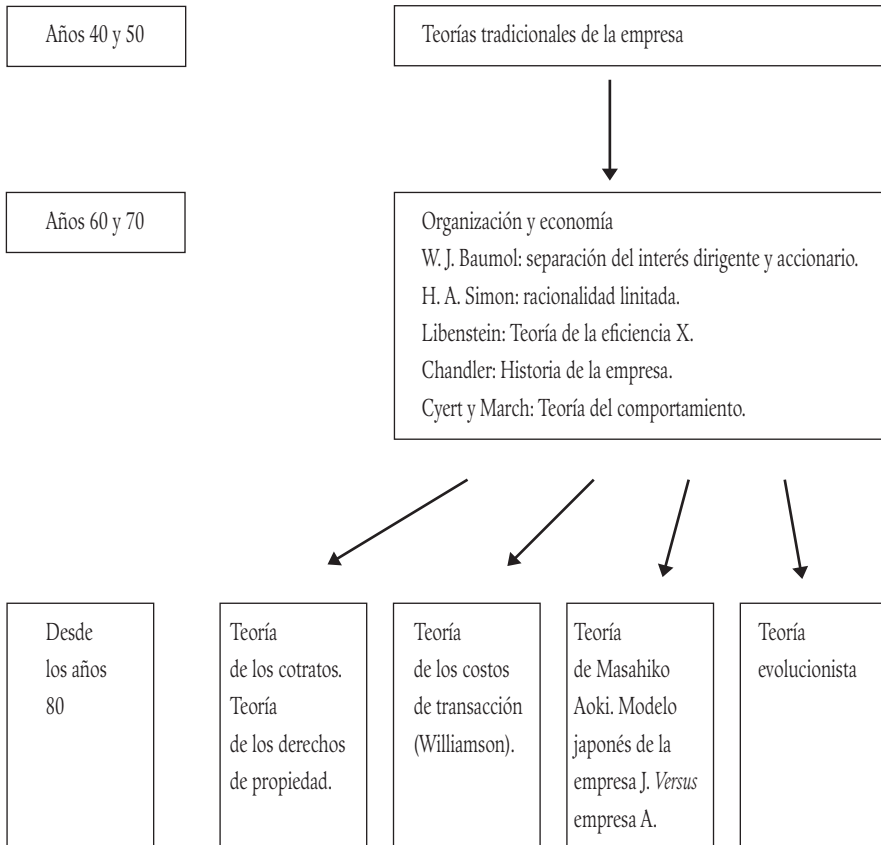 Años 40 y 50
Teorías tradicionales de la empresa
Años 60 y 70
Organización y economía
W. J. Baumol: separación del interés dirigente y accionario.
H. A. Simon: racionalidad linitada.
Libenstein: Teoría de la eficiencia X.
Chandler: Historia de la empresa.
Cyert y March: Teoría del comportamiento.
Desde
los años
80
Teoría
de los cotratos.
Teoría
de los derechos
de propiedad.
Teoría
de los costos
de transacción
(Williamson).
Teoría
de Masahiko
Aoki. Modelo
japonés de la
empresa J. Versus
empresa A.
Teoría
evolucionista